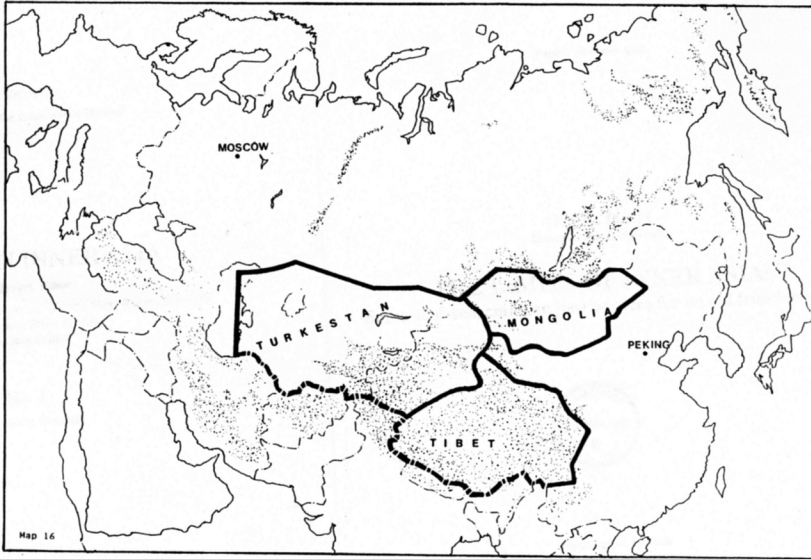 MOSCOW
TURKESTAN
MONGOLIA
PEKING
TIBET
Map 16